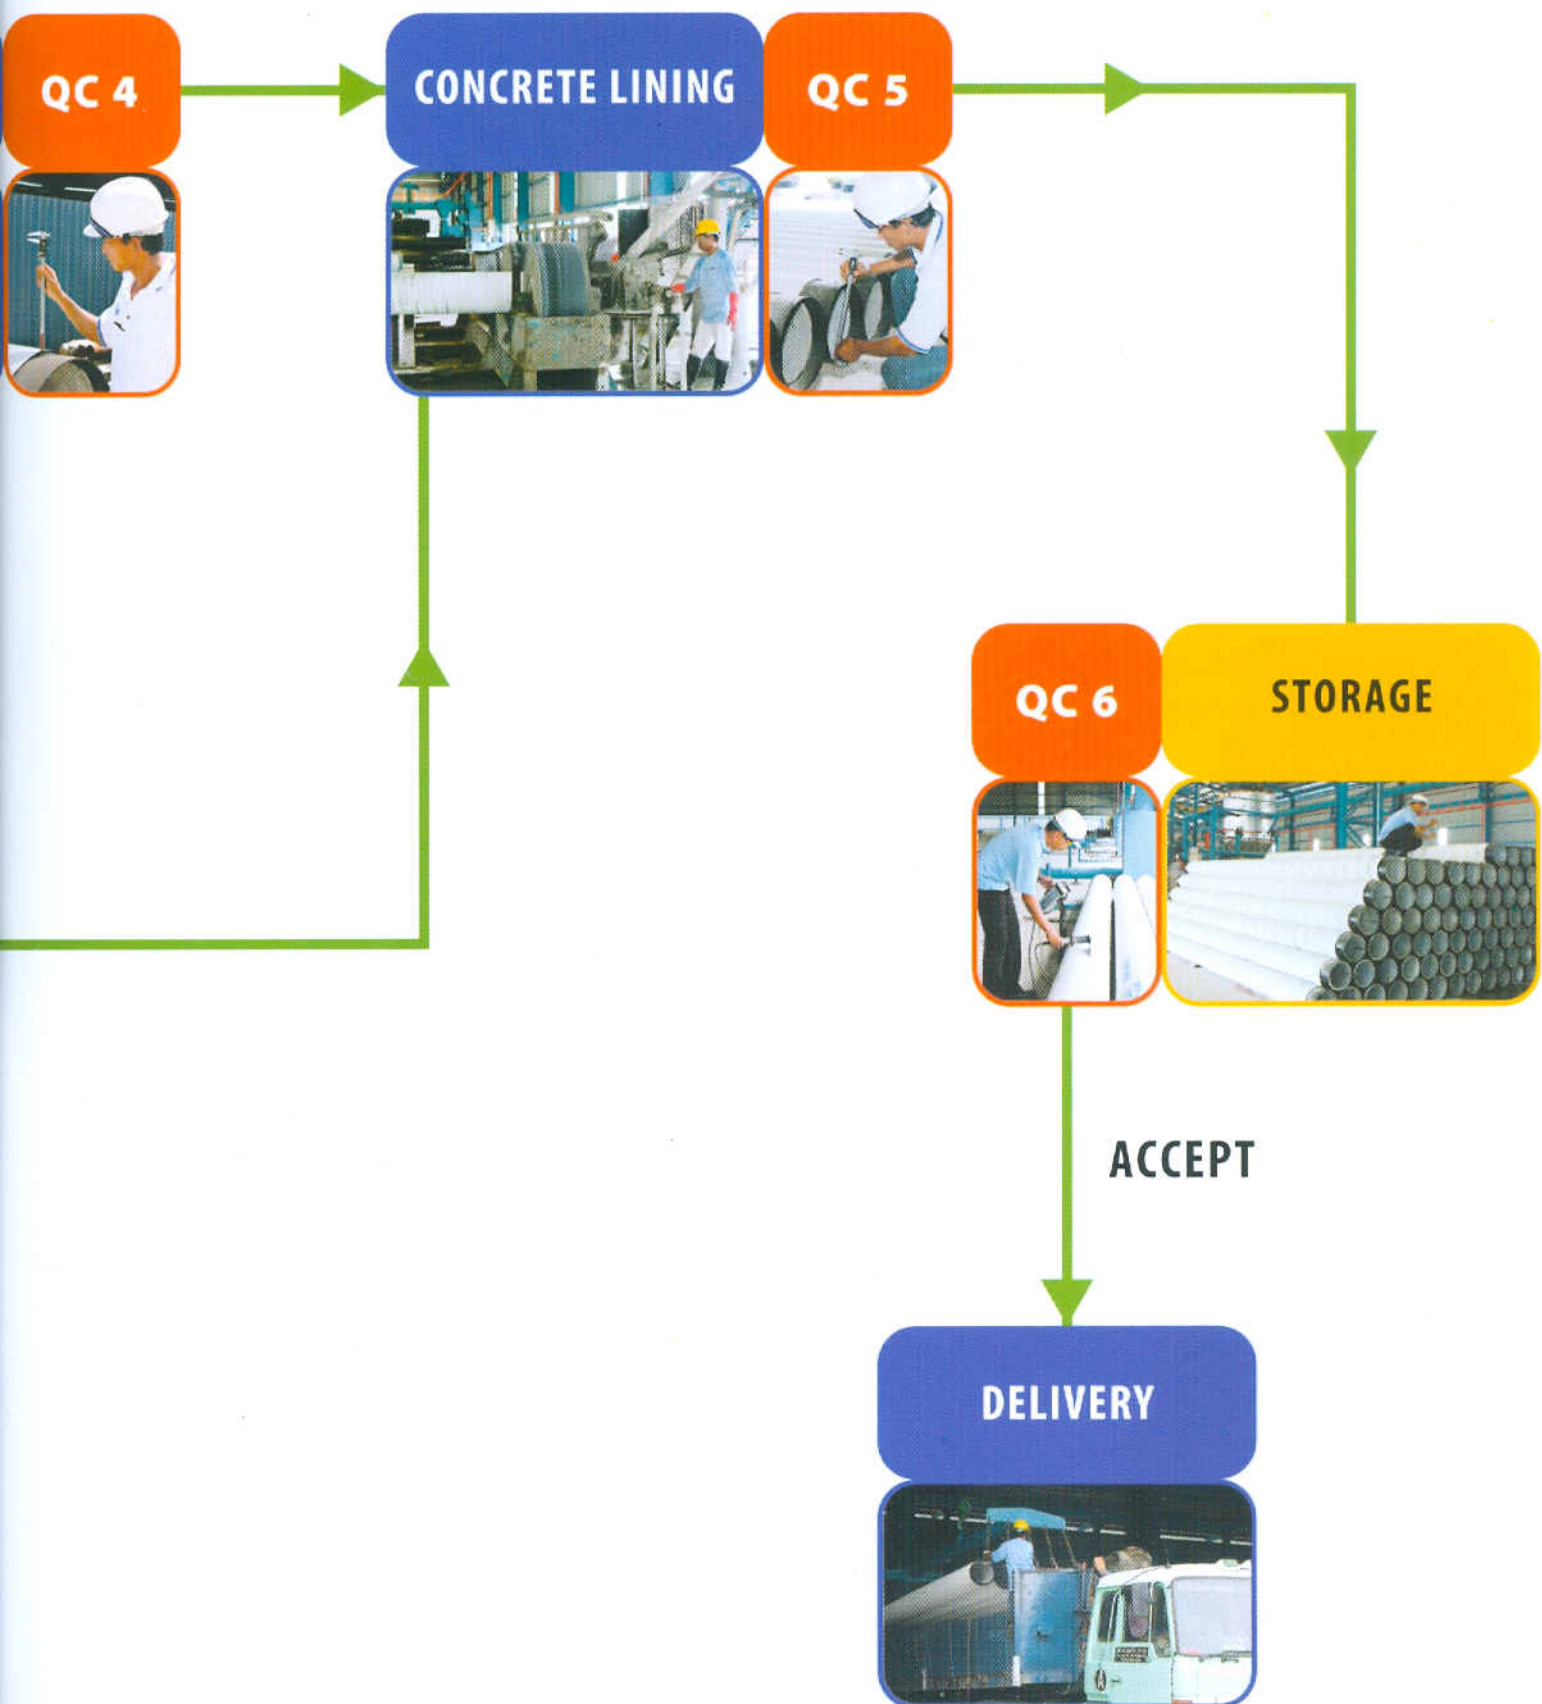 QC 4
CONCRETE LINING
QC 5
QC 6
STORAGE
ACCEPT
DELIVERY